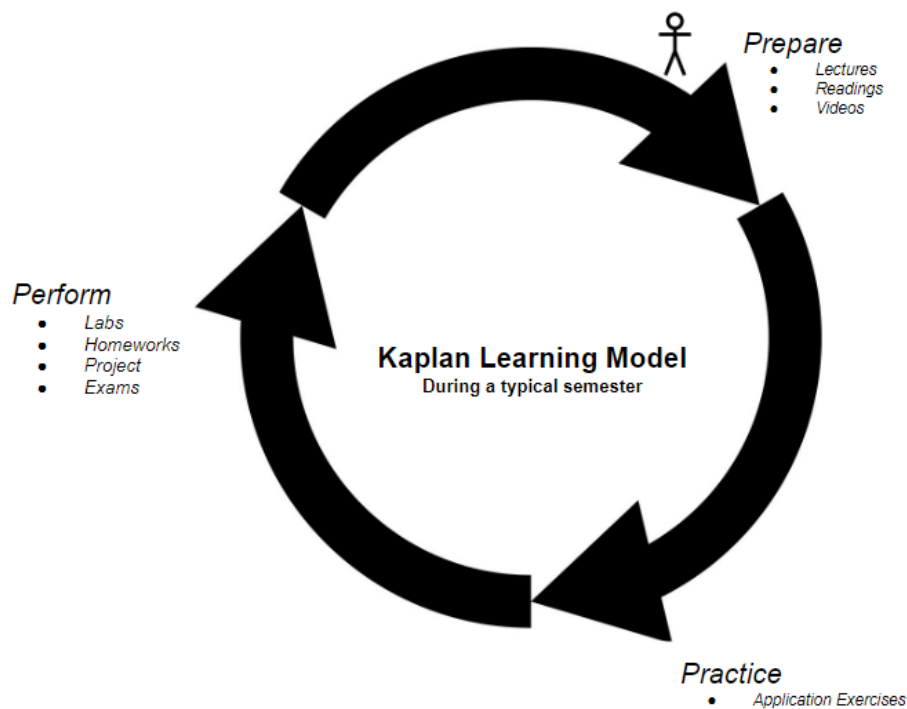 Prepare
● Lectures
● Readings
● Videos
Perform
● Labs
● Homeworks
● Project
● Exams
Kaplan Learning Model
During a typical semester
Practice
● Application Exercises